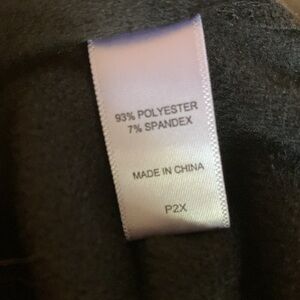 93% POLYESTER
7% SPANDEX
MADE IN CHINA
P2X